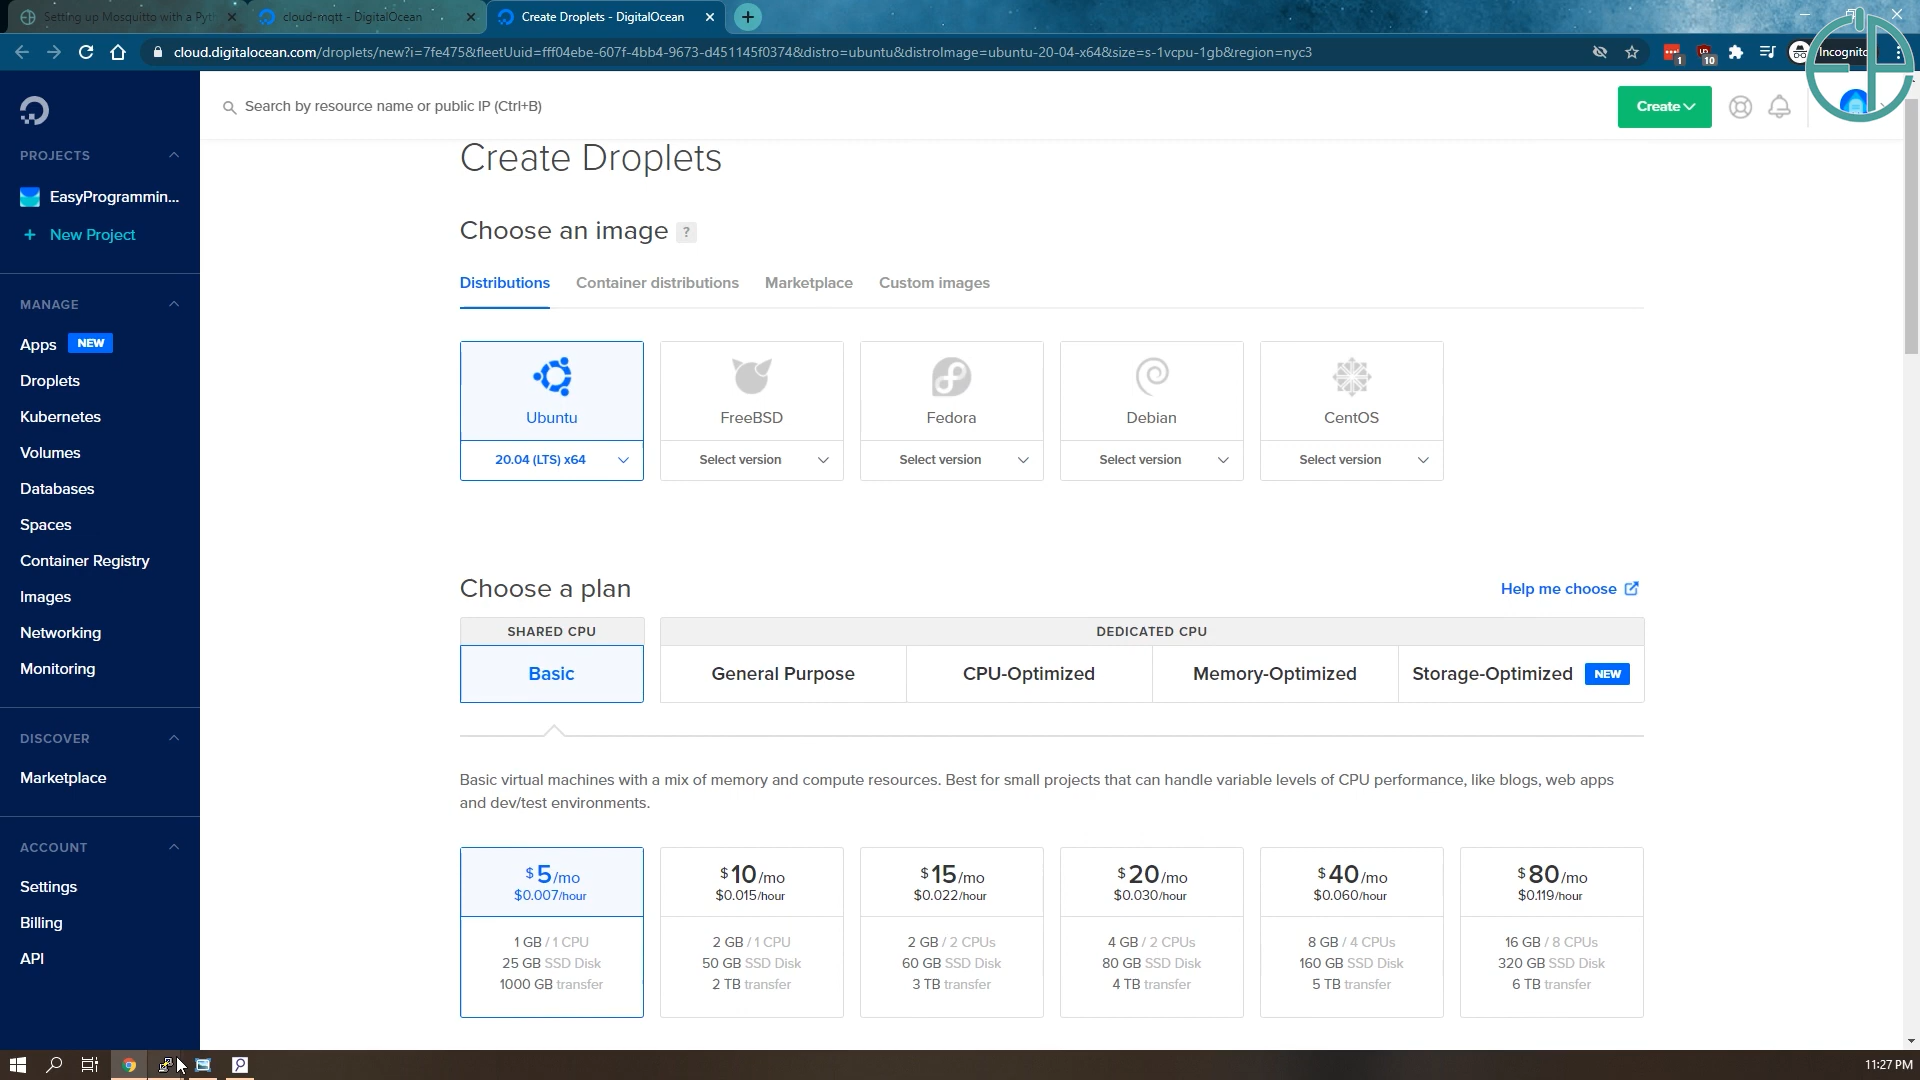 Setting up Mosquitto with a Pyth
cloud-mqtt - DigitalOcean
Create Droplets - DigitalOcean
cloud.digitalocean.com/droplets/new?i=7fe475&fleetUuid=fff04ebe-607f-4bb4-9673-d451145f0374&distro=ubuntu&distroImage=ubuntu-20-04-x64&size=s-1vcpu-1gb&region=nyc3
1
10
Incognito
Search by resource name or public IP (Ctrl+B)
Create
PROJECTS
EasyProgrammin...
+ New Project
MANAGE
Apps NEW
Droplets
Kubernetes
Volumes
Databases
Spaces
Container Registry
Images
Networking
Monitoring
DISCOVER
Marketplace
ACCOUNT
Settings
Billing
API
Create Droplets
Choose an image ?
Distributions Container distributions Marketplace Custom images
Ubuntu FreeBSD Fedora Debian CentOS
20.04 (LTS) x64 Select version Select version Select version Select version
Choose a plan
Help me choose
SHARED CPU DEDICATED CPU
Basic General Purpose CPU-Optimized Memory-Optimized Storage-Optimized NEW
Basic virtual machines with a mix of memory and compute resources. Best for small projects that can handle variable levels of CPU performance, like blogs, web apps
and dev/test environments.
$5/mo $10/mo $15/mo $20/mo $40/mo $80/mo
$0.007/hour $0.015/hour $0.022/hour $0.030/hour $0.060/hour $0.119/hour
1 GB / 1 CPU 2 GB / 1 CPU 2 GB / 2 CPUs 4 GB / 2 CPUs 8 GB / 4 CPUs 16 GB / 8 CPUs
25 GB SSD Disk 50 GB SSD Disk 60 GB SSD Disk 80 GB SSD Disk 160 GB SSD Disk 320 GB SSD Disk
1000 GB transfer 2 TB transfer 3 TB transfer 4 TB transfer 5 TB transfer 6 TB transfer
11:27 PM